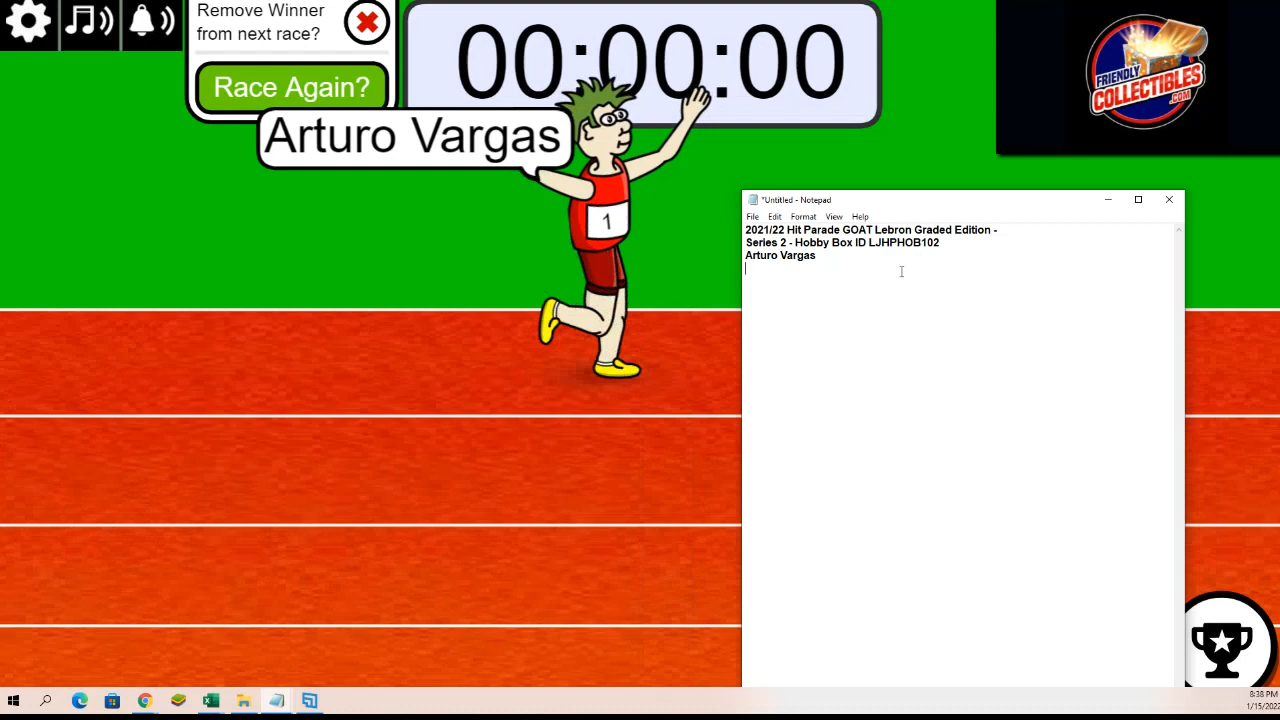 Remove Winner
from next race?
Race Again?
00:00:00
FRIENDLY
COLLECTIBLES
.COM
Arturo Vargas
1
*Untitled - Notepad
File Edit Format View Help
2021/22 Hit Parade GOAT Lebron Graded Edition -
Series 2 - Hobby Box ID LJHPHOB102
Arturo Vargas
8:38 PM
1/15/2022